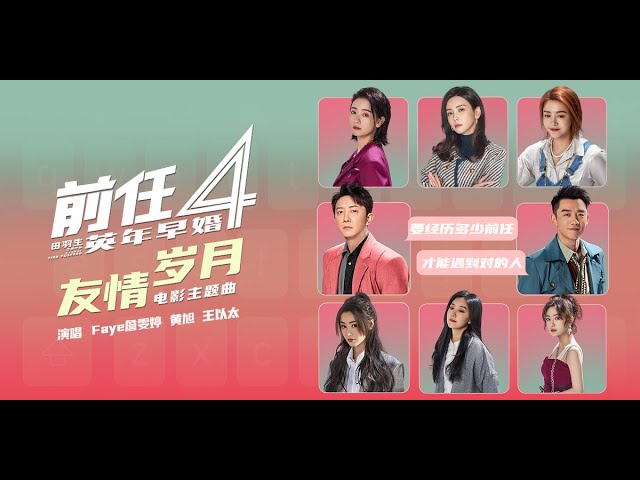 前任4
田羽生
英年早婚
友情岁月
电影主题曲
演唱 Faye詹雯婷 黄旭 王以太
要经历多少前任
才能遇到对的人
Z X C